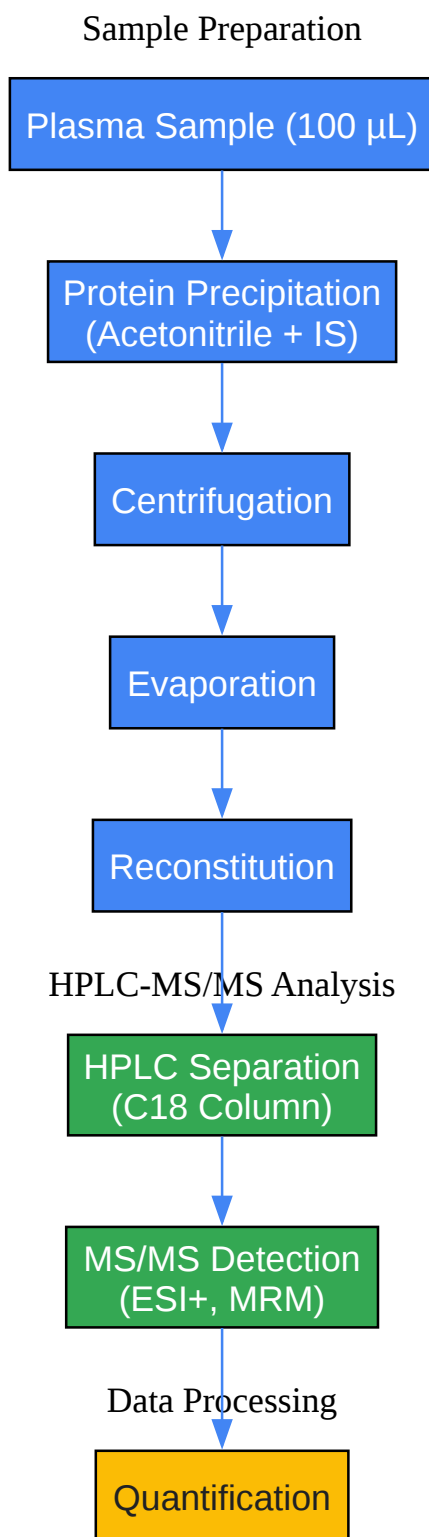 Sample Preparation
Plasma Sample (100 µL)
Protein Precipitation
(Acetonitrile + IS)
Centrifugation
Evaporation
Reconstitution
HPLC-MS/MS Analysis
HPLC Separation
(C18 Column)
MS/MS Detection
(ESI+, MRM)
Data Processing
Quantification